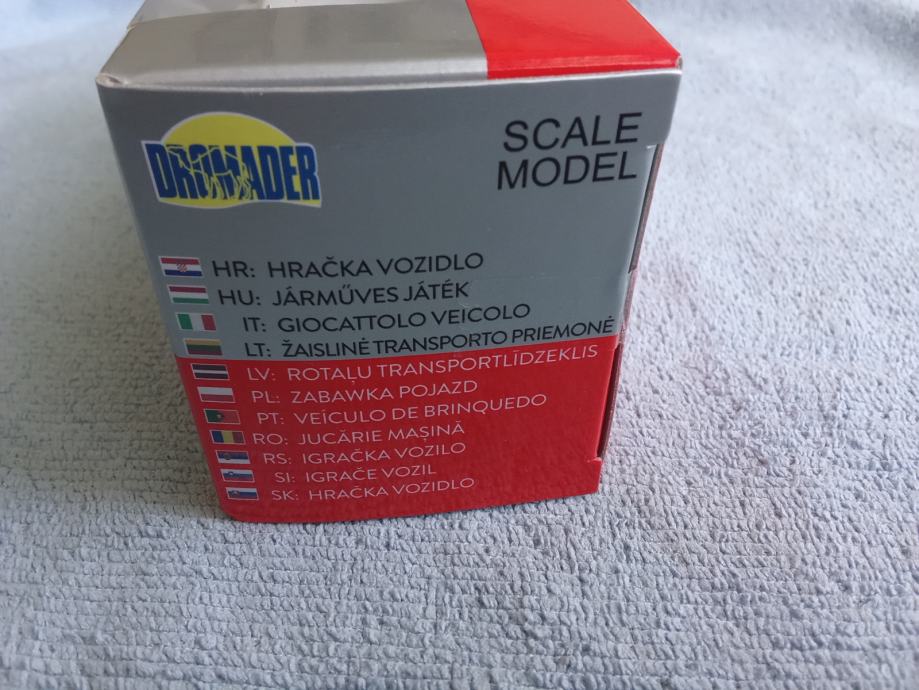 DROMADER
SCALE
MODEL
HR: HRAČKA VOZIDLO
HU: JÁRMŰVES JÁTÉK
IT: GIOCATTOLO VEICOLO
LT: ŽAISLINĖ TRANSPORTO PRIEMONĖ
LV: ROTAĻU TRANSPORTLĪDZEKLIS
PL: ZABAWKA POJAZD
PT: VEÍCULO DE BRINQUEDO
RO: JUCĂRIE MAȘINĂ
RS: IGRAČKA VOZILO
SI: IGRAČE VOZIL
SK: HRAČKA VOZIDLO